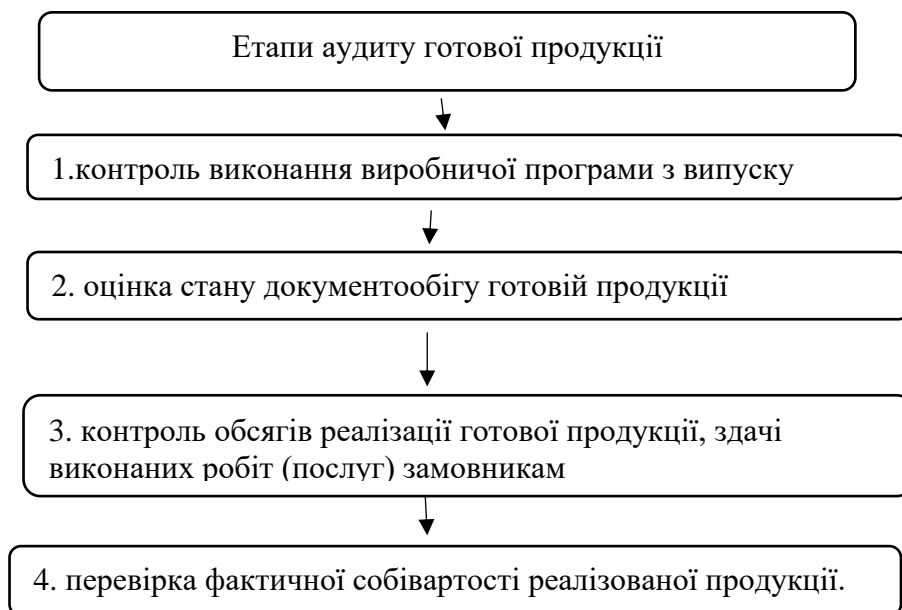 Етапи аудиту готової продукції
1.контроль виконання виробничої програми з випуску
2. оцінка стану документообігу готовій продукції
3. контроль обсягів реалізації готової продукції, здачі
виконаних робіт (послуг) замовникам
4. перевірка фактичної собівартості реалізованої продукції.